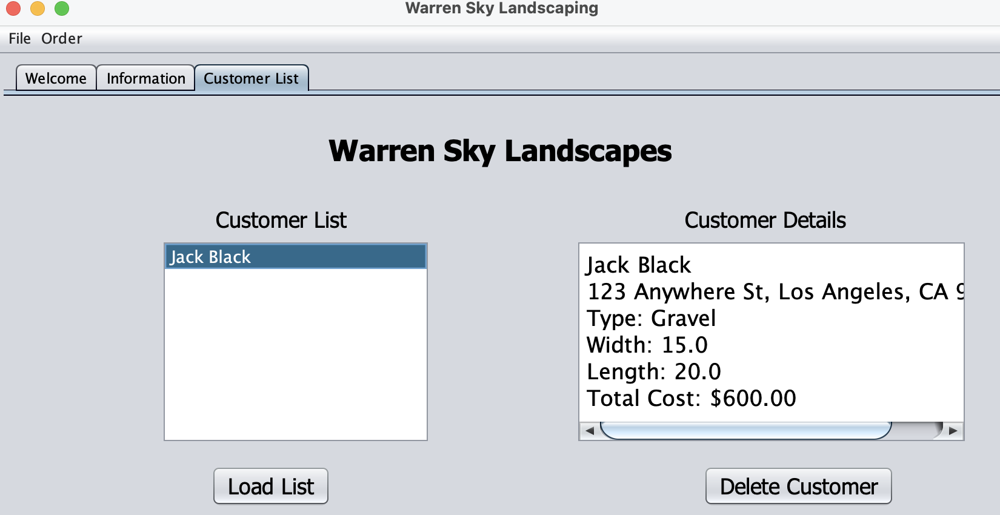 Warren Sky Landscaping
File Order
Welcome Information Customer List
Warren Sky Landscapes
Customer List
Jack Black
Load List
Customer Details
Jack Black
123 Anywhere St, Los Angeles, CA
Type: Gravel
Width: 15.0
Length: 20.0
Total Cost: $600.00
Delete Customer